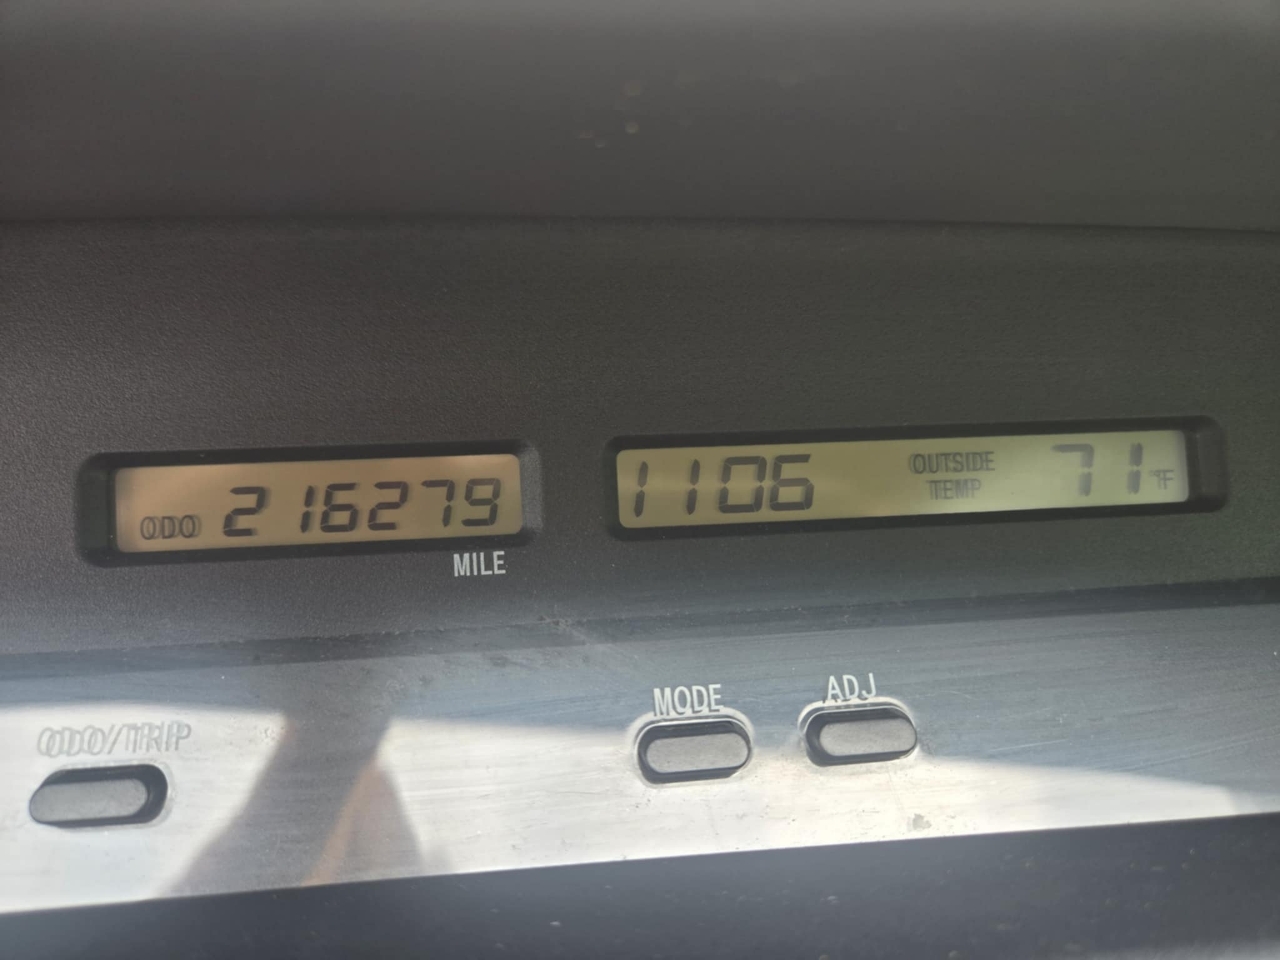 ODO 216279
MILE
1106
OUTSIDE
TEMP
71°F
ODO/TRIP
MODE
ADJ